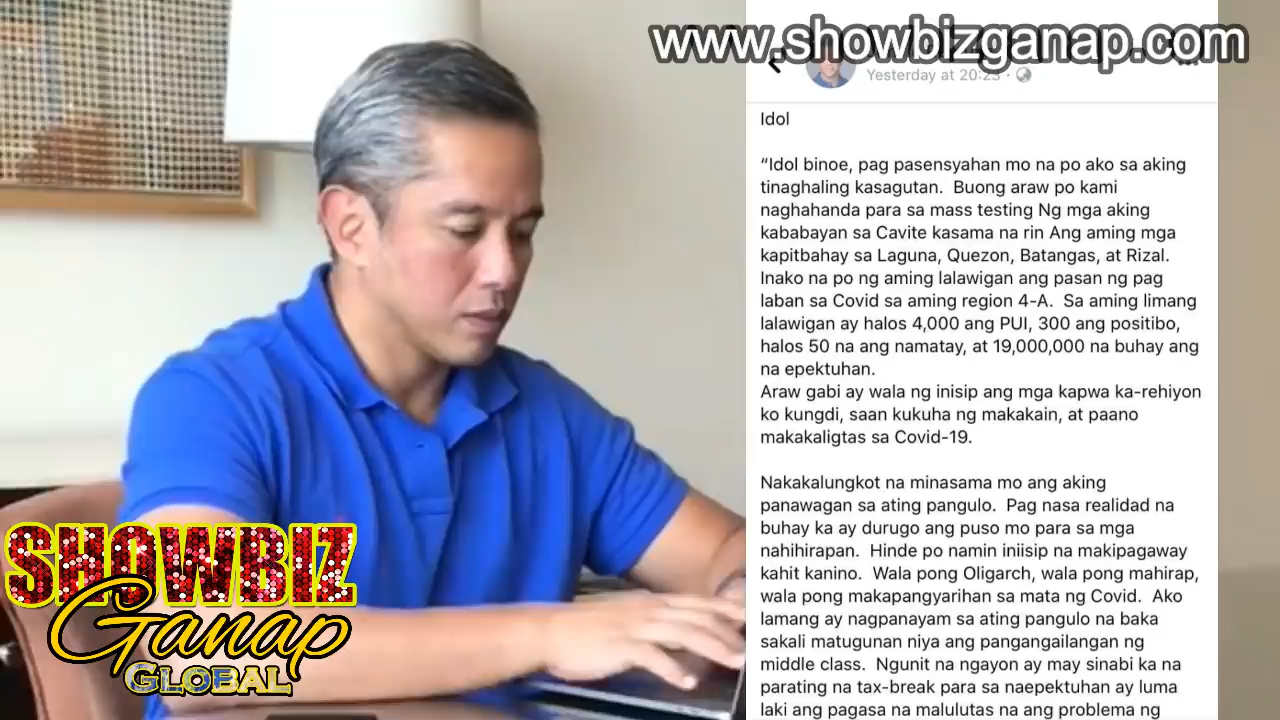 www.showbizganap.com
Yesterday at 20:23 ·
Idol
“Idol binoe, pag pasensyahan mo na po ako sa aking
tinaghaling kasagutan. Buong araw po kami
naghahanda para sa mass testing Ng mga aking
kababayan sa Cavite kasama na rin Ang aming mga
kapitbahay sa Laguna, Quezon, Batangas, at Rizal.
Inako na po ng aming lalawigan ang pasan ng pag
laban sa Covid sa aming region 4-A. Sa aming limang
lalawigan ay halos 4,000 ang PUI, 300 ang positibo,
halos 50 na ang namatay, at 19,000,000 na buhay ang
na epektuhan.
Araw gabi ay wala ng inisip ang mga kapwa ka-rehiyon
ko kungdi, saan kukuha ng makakain, at paano
makakaligtas sa Covid-19.
Nakakalungkot na minasama mo ang aking
panawagan sa ating pangulo. Pag nasa realidad na
buhay ka ay durugo ang puso mo para sa mga
nahihirapan. Hinde po namin iniisip na makipagaway
kahit kanino. Wala pong Oligarch, wala pong mahirap,
wala pong makapangyarihan sa mata ng Covid. Ako
lamang ay nagpanayam sa ating pangulo na baka
sakali matugunan niya ang pangangailangan ng
middle class. Ngunit na ngayon ay may sinabi ka na
parating na tax-break para sa naepektuhan ay luma
laki ang pagasa na malulutas na ang problema ng
SHOWBIZ
Ganap
GLOBAL